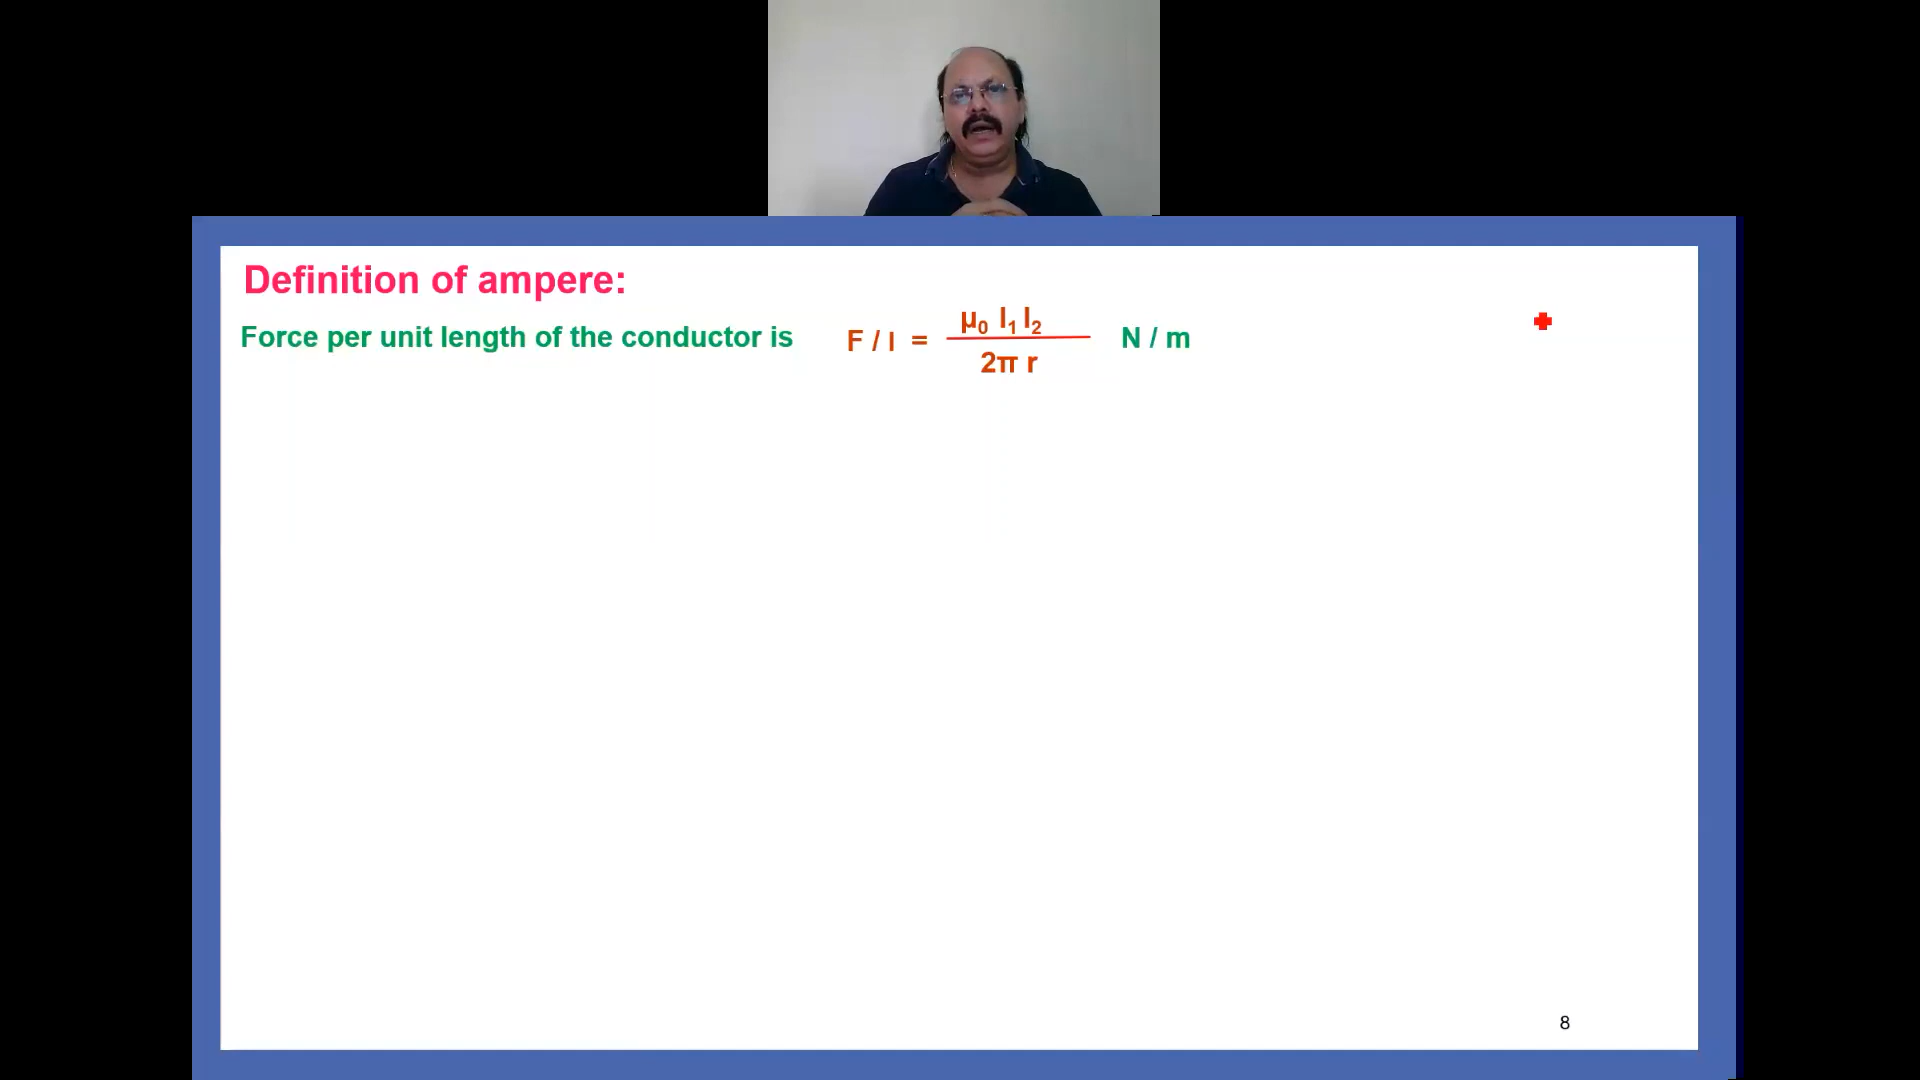 Definition of ampere:
Force per unit length of the conductor is F / l = μ₀ I₁ I₂ / 2π r N / m
8